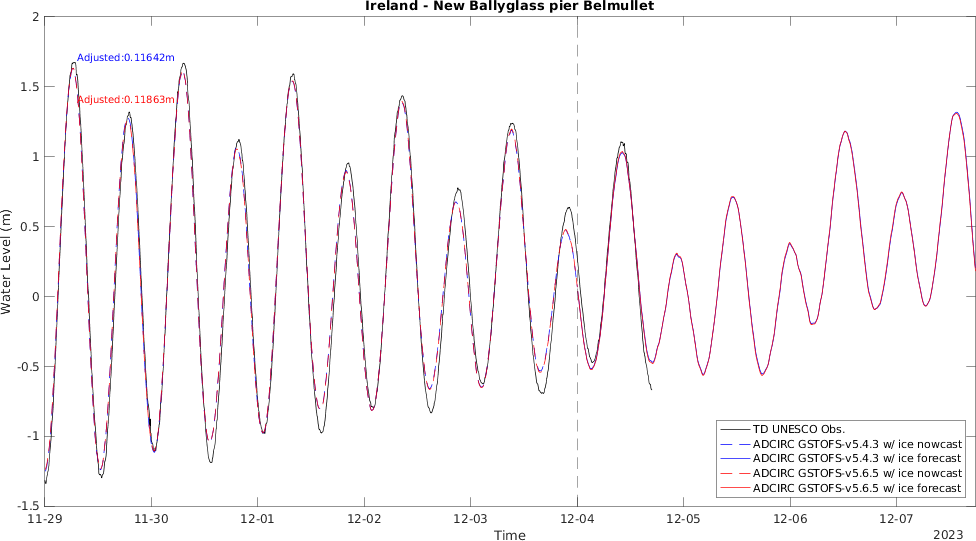 Ireland - New Ballyglass pier Belmullet
2
1.5
1
0.5
0
-0.5
-1
-1.5
Water Level (m)
Adjusted:0.11642m
Adjusted:0.11863m
TD UNESCO Obs.
ADCIRC GSTOFS-v5.4.3 w/ ice nowcast
ADCIRC GSTOFS-v5.4.3 w/ ice forecast
ADCIRC GSTOFS-v5.6.5 w/ ice nowcast
ADCIRC GSTOFS-v5.6.5 w/ ice forecast
11-29 11-30 12-01 12-02 12-03 12-04 12-05 12-06 12-07
Time
2023